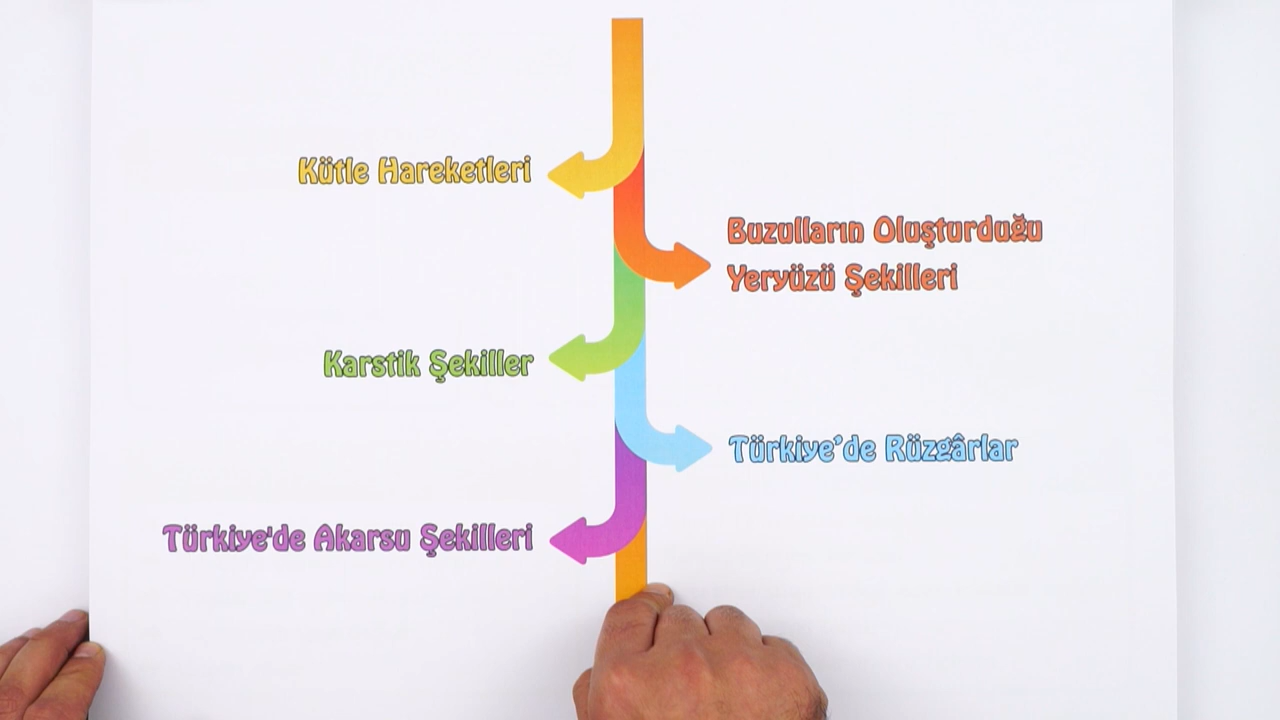 Kütle Hareketleri
Buzulların Oluşturduğu
Yeryüzü Şekilleri
Karstik Şekiller
Türkiye'de Rüzgârlar
Türkiye'de Akarsu Şekilleri